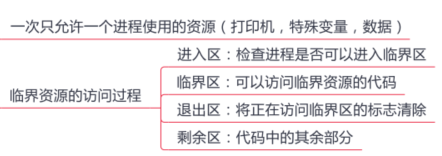 一次只允许一个进程使用的资源（打印机，特殊变量，数据）
进入区：检查进程是否可以进入临界区
临界区：可以访问临界资源的代码
临界资源的访问过程
退出区：将正在访问临界区的标志清除
剩余区：代码中的其余部分